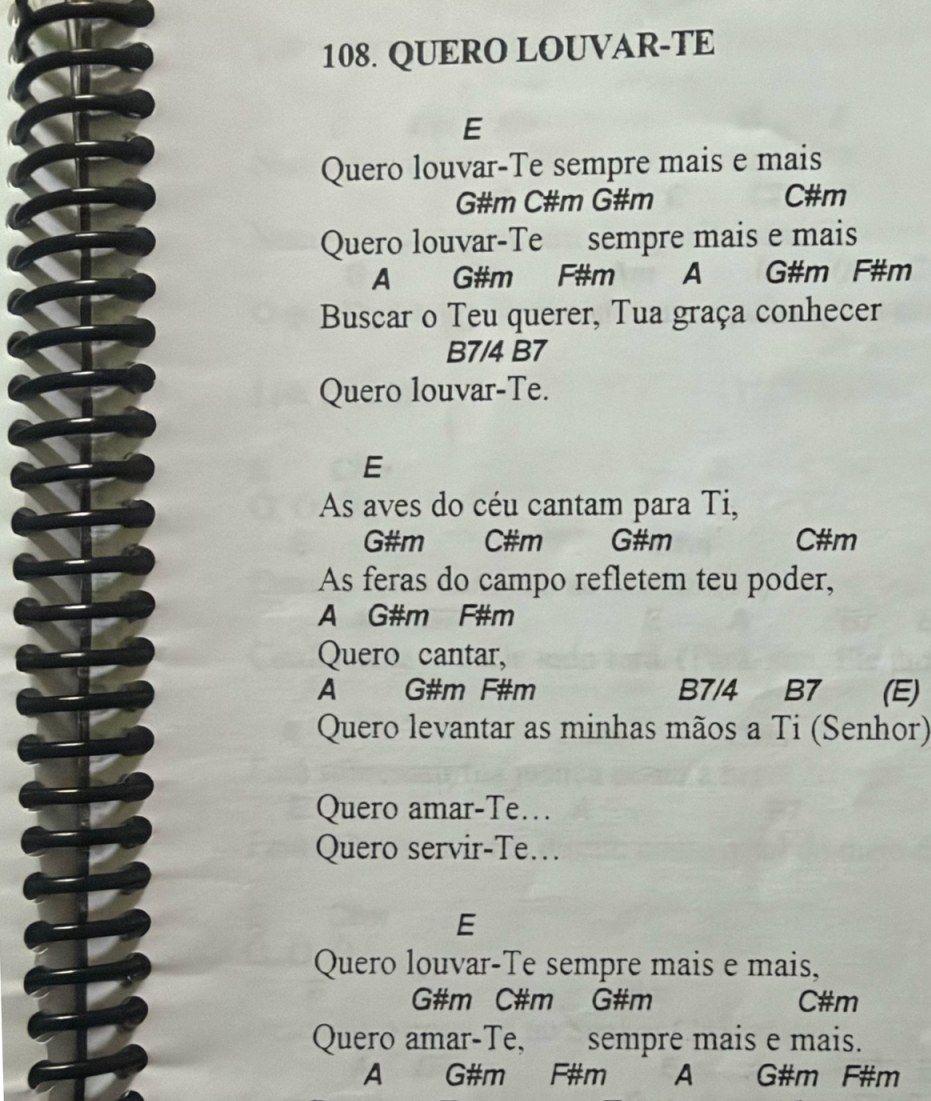 108. QUERO LOUVAR-TE
E
Quero louvar-Te sempre mais e mais
G#m C#m G#m C#m
Quero louvar-Te sempre mais e mais
A G#m F#m A G#m F#m
Buscar o Teu querer, Tua graça conhecer
B7/4 B7
Quero louvar-Te.
E
As aves do céu cantam para Ti,
G#m C#m G#m C#m
As feras do campo refletem teu poder,
A G#m F#m
Quero cantar,
A G#m F#m B7/4 B7 (E)
Quero levantar as minhas mãos a Ti (Senhor)
Quero amar-Te…
Quero servir-Te…
E
Quero louvar-Te sempre mais e mais,
G#m C#m G#m C#m
Quero amar-Te, sempre mais e mais.
A G#m F#m A G#m F#m